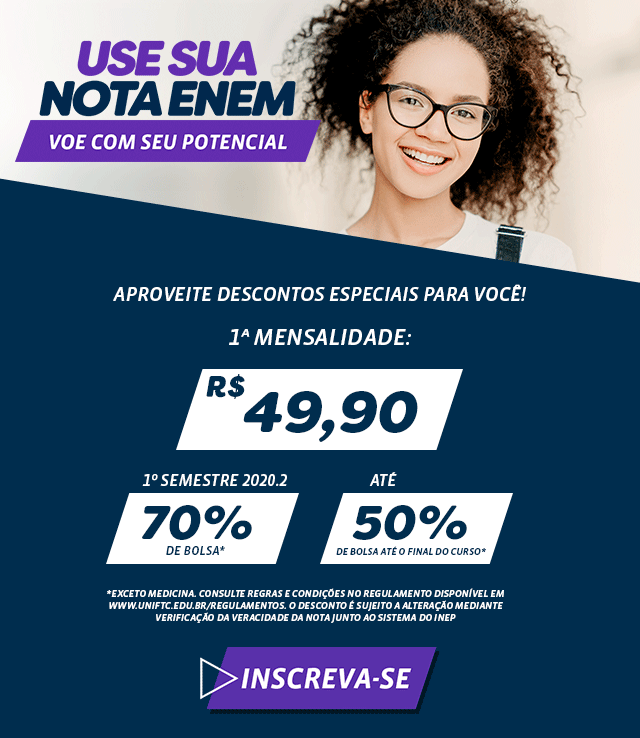 USE SUA
NOTA ENEM
VOE COM SEU POTENCIAL
APROVEITE DESCONTOS ESPECIAIS PARA VOCÊ!
1ª MENSALIDADE:
R$ 49,90
1º SEMESTRE 2020.2
70%
DE BOLSA*
ATÉ
50%
DE BOLSA ATÉ O FINAL DO CURSO*
*EXCETO MEDICINA. CONSULTE REGRAS E CONDIÇÕES NO REGULAMENTO DISPONÍVEL EM
WWW.UNIFTC.EDU.BR/REGULAMENTOS. O DESCONTO É SUJEITO A ALTERAÇÃO MEDIANTE
VERIFICAÇÃO DA VERACIDADE DA NOTA JUNTO AO SISTEMA DO INEP
INSCREVA-SE